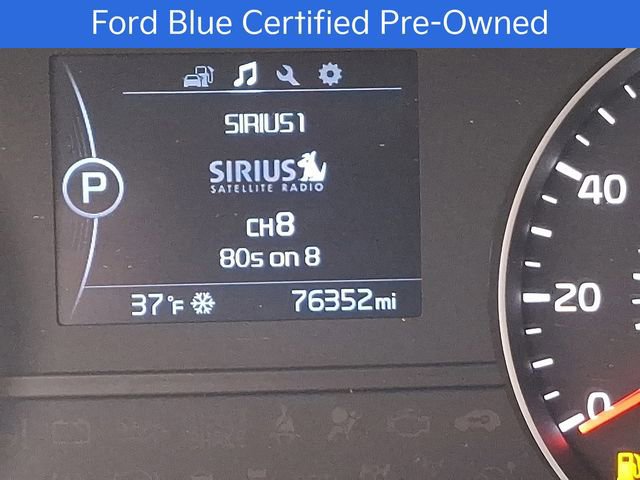 Ford Blue Certified Pre-Owned
SIRIUS1
SIRIUS
SATELLITE RADIO
P
CH8
80s on 8
37°F 76352mi
40
20
0